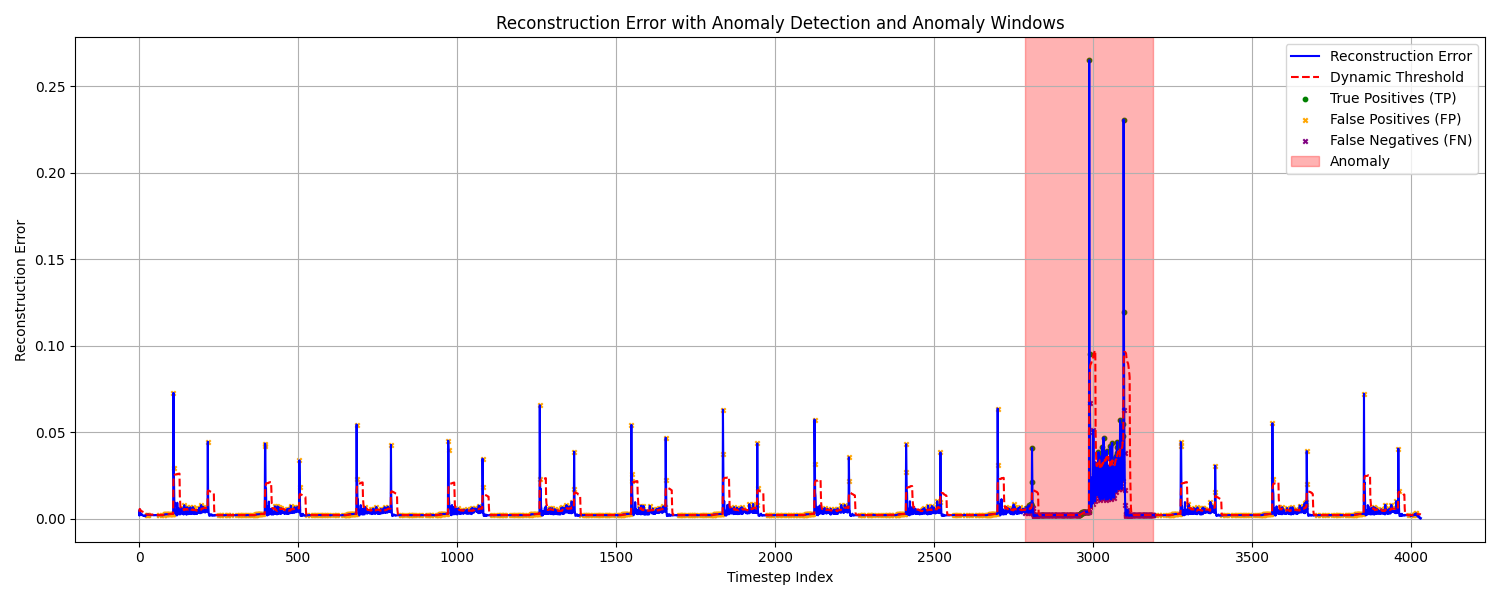 Reconstruction Error with Anomaly Detection and Anomaly Windows
Reconstruction Error
0.25
0.20
0.15
0.10
0.05
0.00
0 500 1000 1500 2000 2500 3000 3500 4000
Timestep Index
Reconstruction Error
Dynamic Threshold
True Positives (TP)
False Positives (FP)
False Negatives (FN)
Anomaly